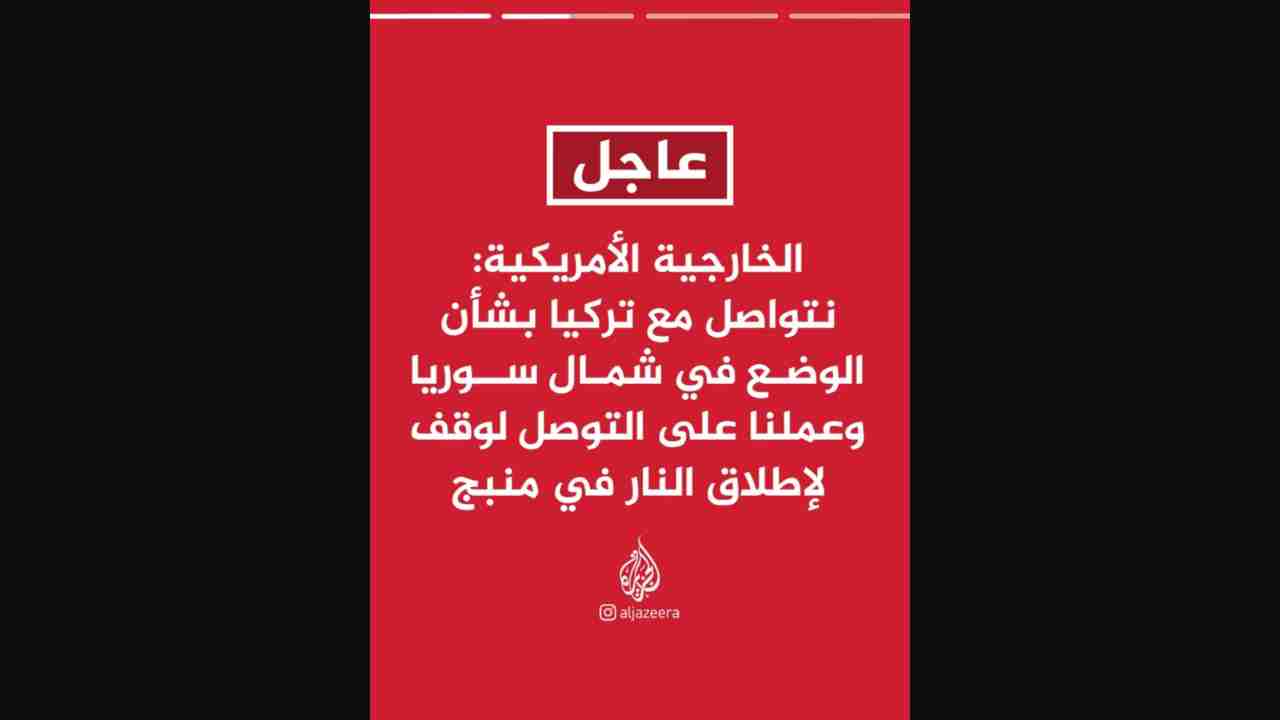 عاجل
الخارجية الأمريكية:
نتواصل مع تركيا بشأن
الوضع في شمال سوريا
وعملنا على التوصل لوقف
لإطلاق النار في منبج
الجزيرة
aljazeera